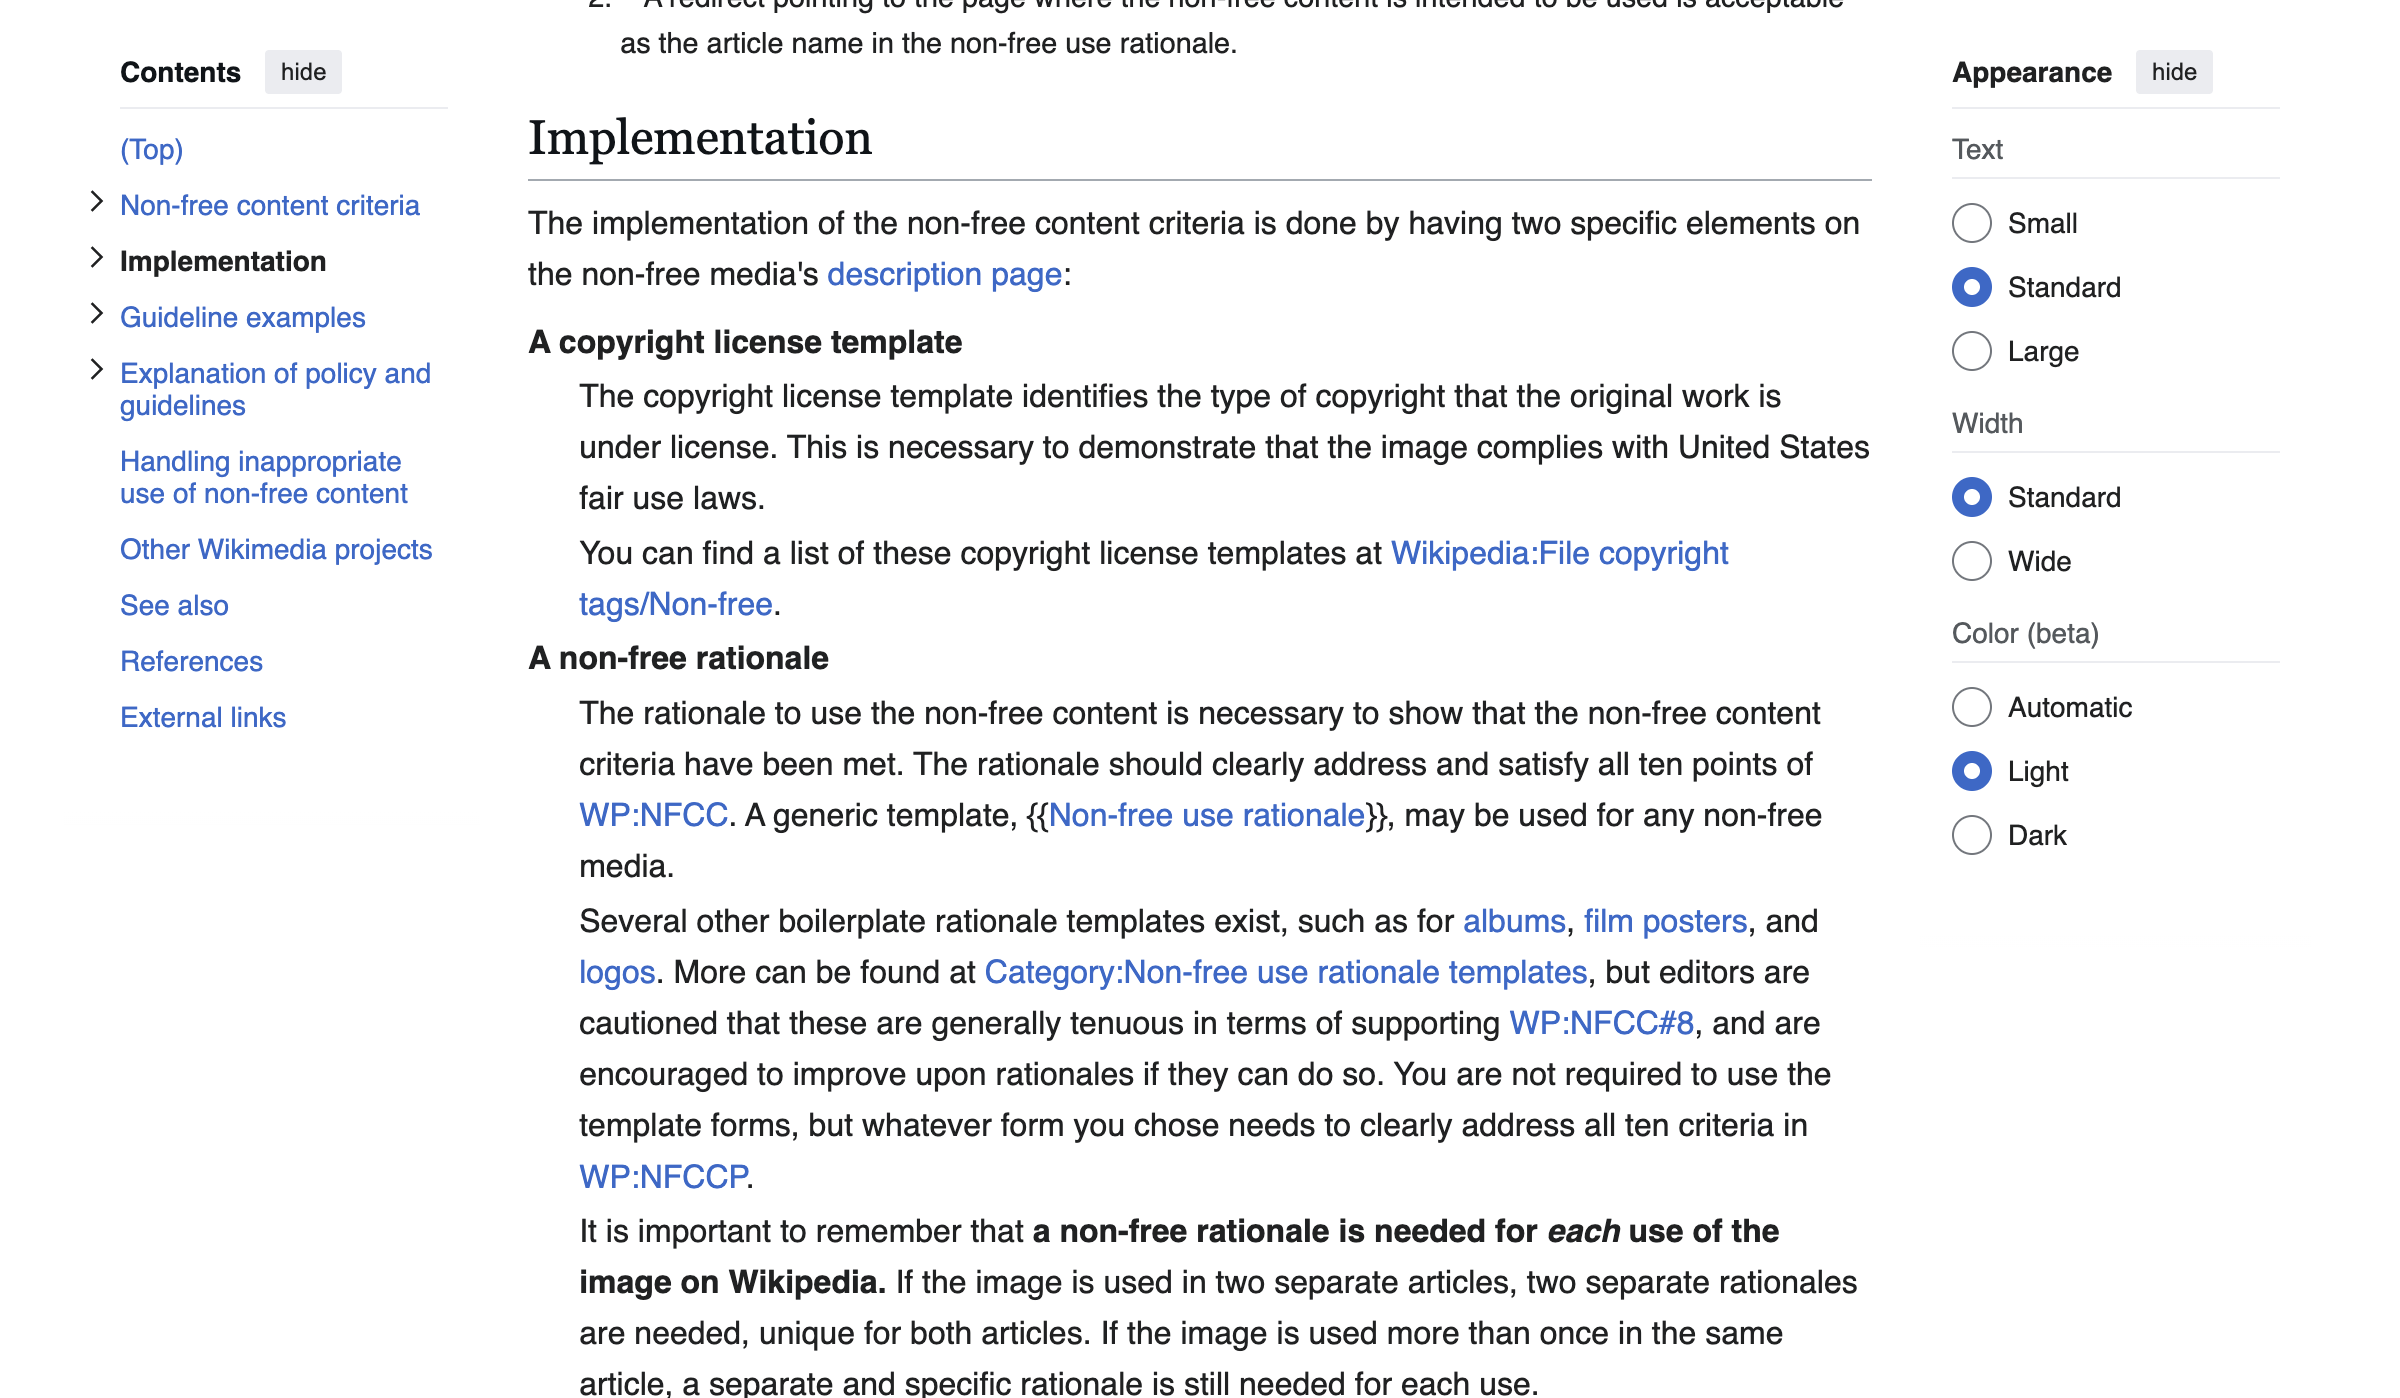 2. A redirect pointing to the page where the non-free content is intended to be used is acceptable
as the article name in the non-free use rationale.
Contents hide
(Top)
Non-free content criteria
Implementation
Guideline examples
Explanation of policy and
guidelines
Handling inappropriate
use of non-free content
Other Wikimedia projects
See also
References
External links
Implementation
The implementation of the non-free content criteria is done by having two specific elements on
the non-free media's description page:
A copyright license template
The copyright license template identifies the type of copyright that the original work is
under license. This is necessary to demonstrate that the image complies with United States
fair use laws.
You can find a list of these copyright license templates at Wikipedia:File copyright
tags/Non-free.
A non-free rationale
The rationale to use the non-free content is necessary to show that the non-free content
criteria have been met. The rationale should clearly address and satisfy all ten points of
WP:NFCC. A generic template, {{Non-free use rationale}}, may be used for any non-free
media.
Several other boilerplate rationale templates exist, such as for albums, film posters, and
logos. More can be found at Category:Non-free use rationale templates, but editors are
cautioned that these are generally tenuous in terms of supporting WP:NFCC#8, and are
encouraged to improve upon rationales if they can do so. You are not required to use the
template forms, but whatever form you chose needs to clearly address all ten criteria in
WP:NFCCP.
It is important to remember that a non-free rationale is needed for each use of the
image on Wikipedia. If the image is used in two separate articles, two separate rationales
are needed, unique for both articles. If the image is used more than once in the same
article, a separate and specific rationale is still needed for each use.
Appearance hide
Text
Small
Standard
Large
Width
Standard
Wide
Color (beta)
Automatic
Light
Dark